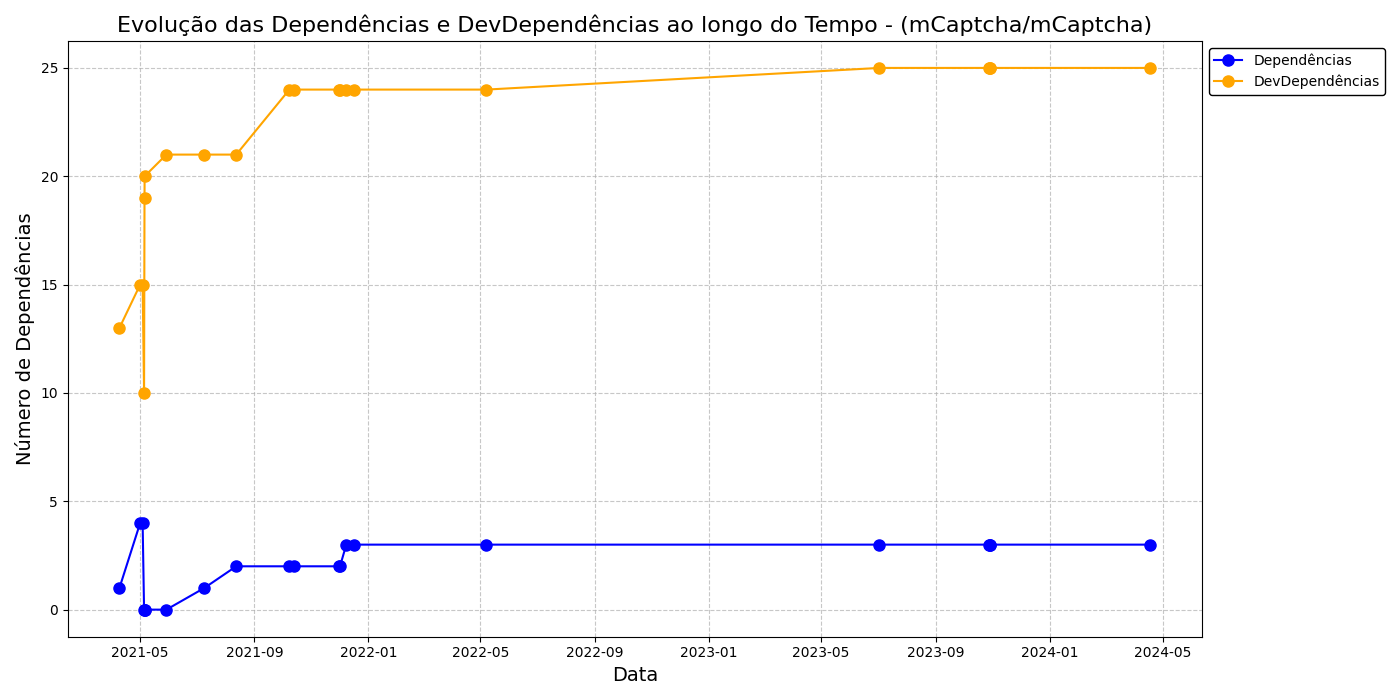 Evolução das Dependências e DevDependências ao longo do Tempo - (mCaptcha/mCaptcha)
Dependências
DevDependências
Número de Dependências
25
20
15
10
5
0
2021-05 2021-09 2022-01 2022-05 2022-09 2023-01 2023-05 2023-09 2024-01 2024-05
Data